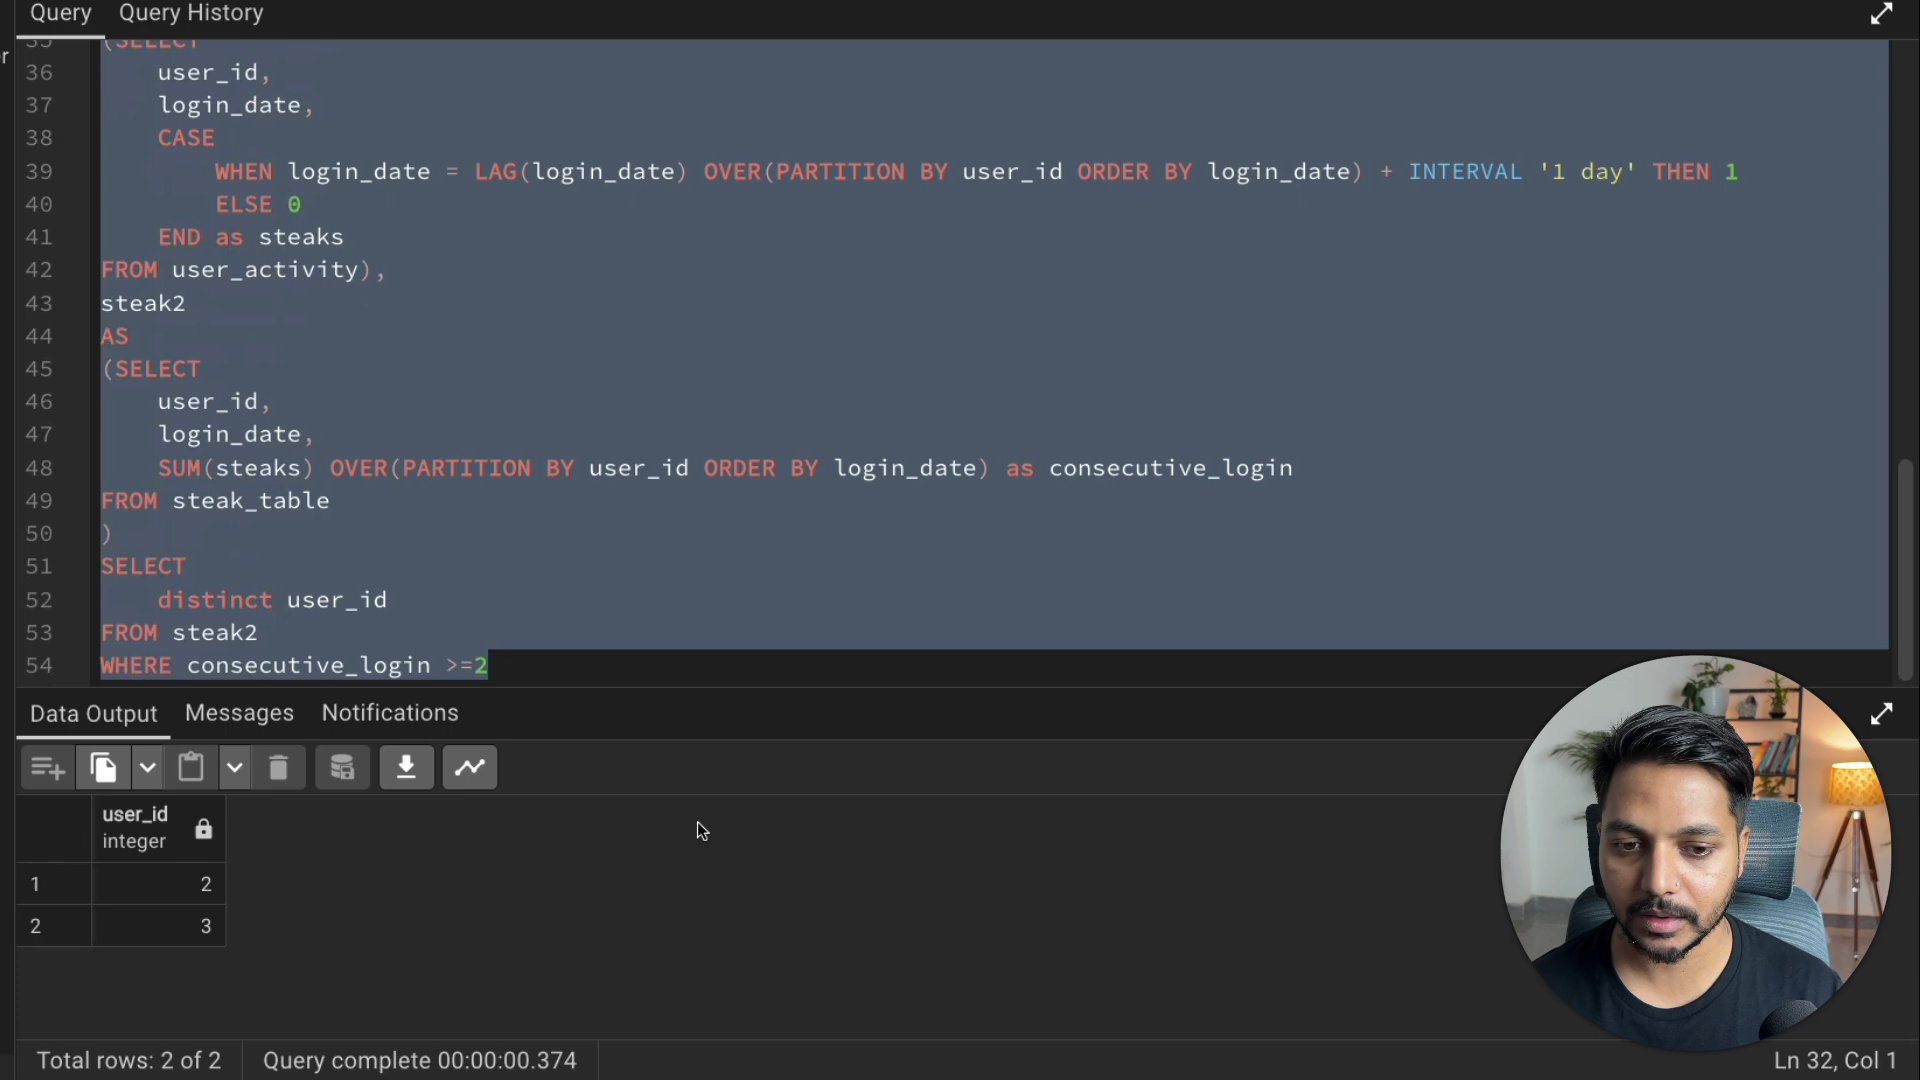 Query Query History
r
35 (SELECT
36 user_id,
37 login_date,
38 CASE
39 WHEN login_date = LAG(login_date) OVER(PARTITION BY user_id ORDER BY login_date) + INTERVAL '1 day' THEN 1
40 ELSE 0
41 END as steaks
42 FROM user_activity),
43 steak2
44 AS
45 (SELECT
46 user_id,
47 login_date,
48 SUM(steaks) OVER(PARTITION BY user_id ORDER BY login_date) as consecutive_login
49 FROM steak_table
50 )
51 SELECT
52 distinct user_id
53 FROM steak2
54 WHERE consecutive_login >=2
Data Output Messages Notifications
user_id
integer
1 2
2 3
Total rows: 2 of 2 Query complete 00:00:00.374 Ln 32, Col 1